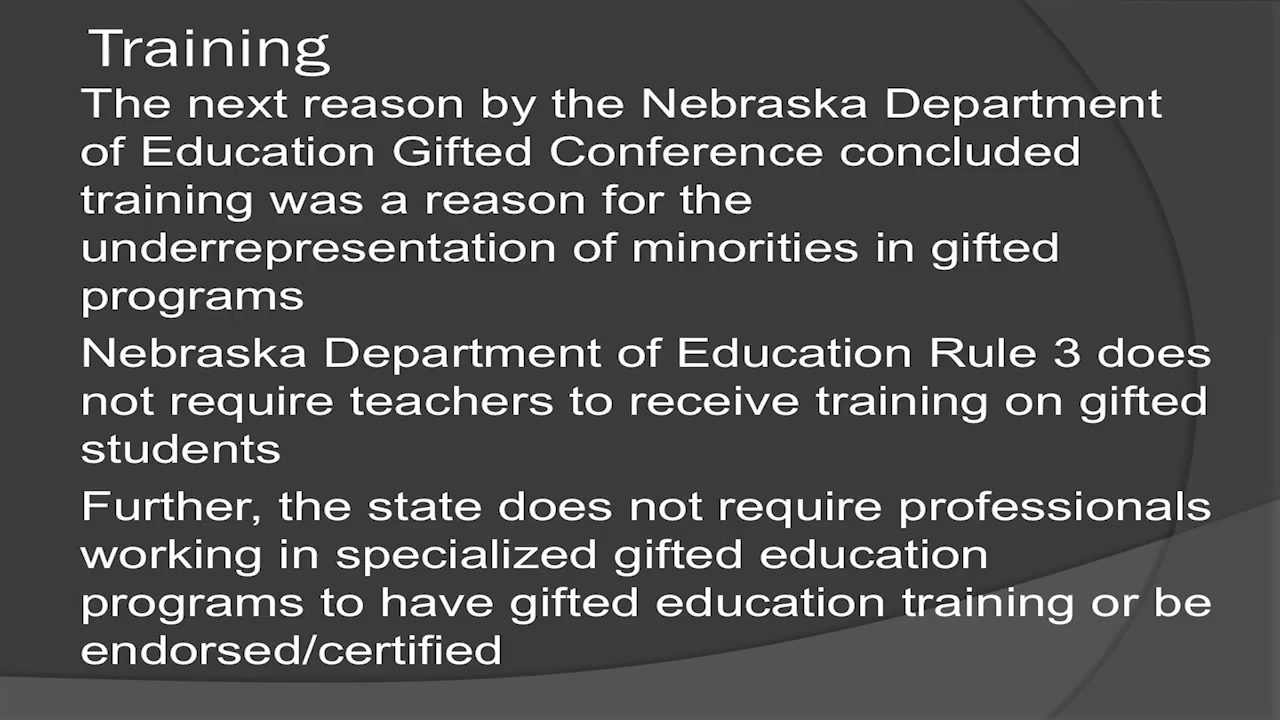 Training
The next reason by the Nebraska Department
of Education Gifted Conference concluded
training was a reason for the
underrepresentation of minorities in gifted
programs
Nebraska Department of Education Rule 3 does
not require teachers to receive training on gifted
students
Further, the state does not require professionals
working in specialized gifted education
programs to have gifted education training or be
endorsed/certified